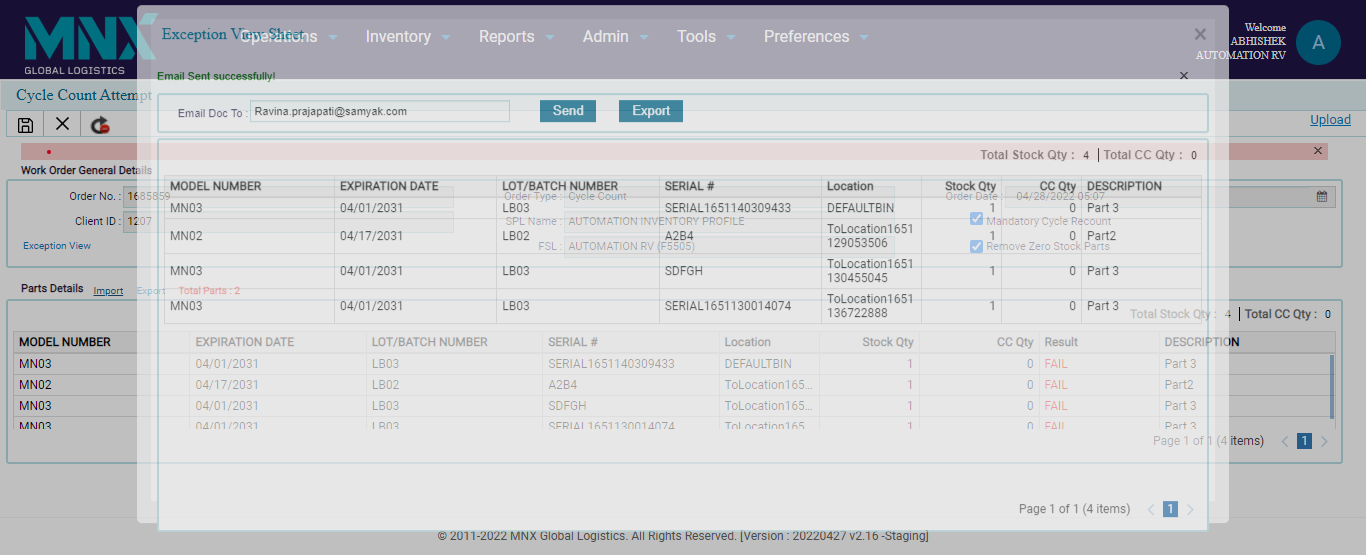 MNX
GLOBAL LOGISTICS
Operations Inventory Reports Admin Tools Preferences
Welcome
ABHISHEK
AUTOMATION RV
A
Exception View Sheet
Email Sent successfully!
Cycle Count Attempt
Email Doc To : Ravina.prajapati@samyak.com Send Export
Upload
Total Stock Qty : 4 Total CC Qty : 0
MODEL NUMBER EXPIRATION DATE LOT/BATCH NUMBER SERIAL # Location Stock Qty CC Qty DESCRIPTION
MN03 04/01/2031 LB03 SERIAL1651140309433 DEFAULTBIN 1 0 Part 3
MN02 04/17/2031 LB02 A2B4 ToLocation1651
129053506 1 0 Part2
MN03 04/01/2031 LB03 SDFGH ToLocation1651
130455045 1 0 Part 3
MN03 04/01/2031 LB03 SERIAL1651130014074 ToLocation1651
136722888 1 0 Part 3
Page 1 of 1 (4 items) 1
Work Order General Details
Order No. : 1685859 Order Type : Cycle Count Order Date : 04/28/2022 05:07
Client ID : 1207 SPL Name : AUTOMATION INVENTORY PROFILE Mandatory Cycle Recount
Exception View FSL : AUTOMATION RV (F5505) Remove Zero Stock Parts
Parts Details Import Export Total Parts : 2
Total Stock Qty : 4 Total CC Qty : 0
MODEL NUMBER EXPIRATION DATE LOT/BATCH NUMBER SERIAL # Location Stock Qty CC Qty Result DESCRIPTION
MN03 04/01/2031 LB03 SERIAL1651140309433 DEFAULTBIN 1 0 FAIL Part 3
MN02 04/17/2031 LB02 A2B4 ToLocation165... 1 0 FAIL Part2
MN03 04/01/2031 LB03 SDFGH ToLocation165... 1 0 FAIL Part 3
MN03 04/01/2031 LB03 SERIAL1651130014074 ToLocation165... 1 0 FAIL Part 3
Page 1 of 1 (4 items) 1
© 2011-2022 MNX Global Logistics. All Rights Reserved. [Version : 20220427 v2.16 -Staging]